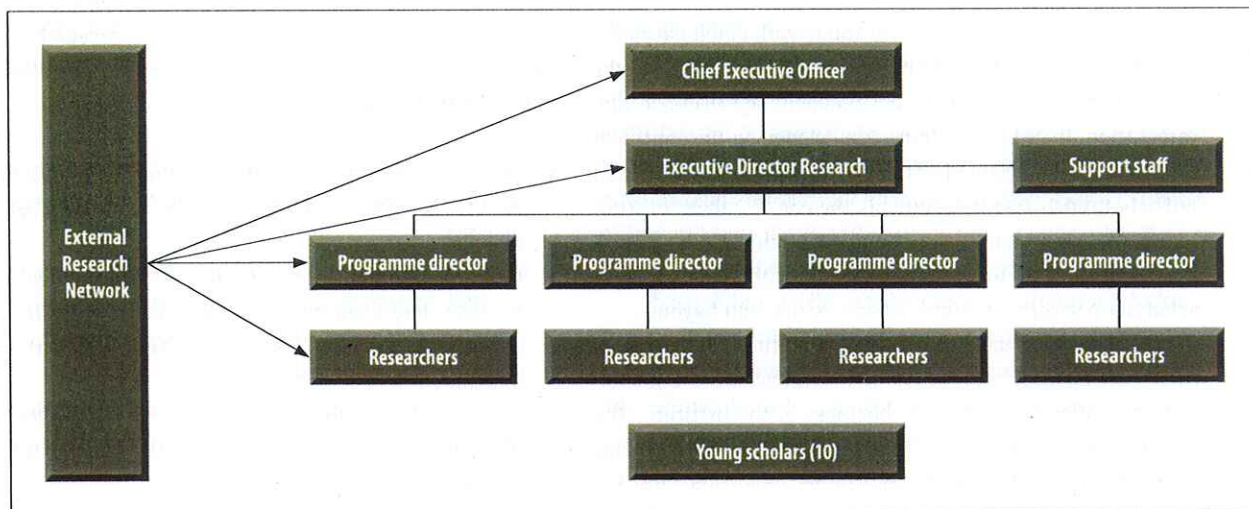 Chief Executive Officer
Executive Director Research
Support staff
External
Research
Network
Programme director
Programme director
Programme director
Programme director
Researchers
Researchers
Researchers
Researchers
Young scholars (10)